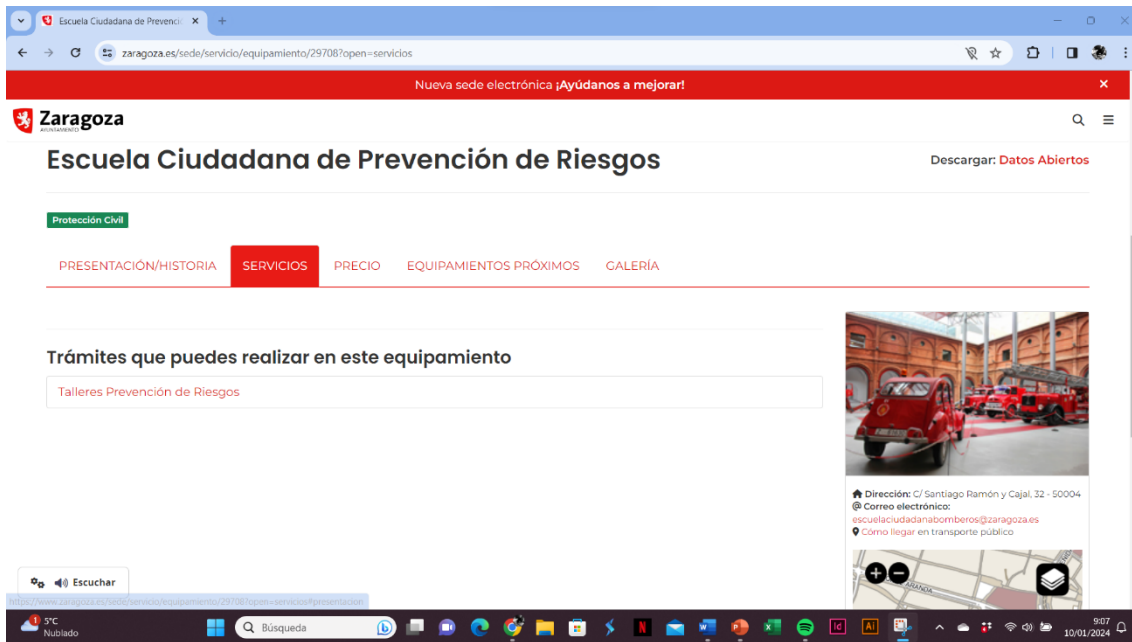 Escuela Ciudadana de Prevenci
zaragoza.es/sede/servicio/equipamiento/29708?open=servicios
Nueva sede electrónica ¡Ayúdanos a mejorar!
Zaragoza
AYUNTAMIENTO
Escuela Ciudadana de Prevención de Riesgos
Descargar: Datos Abiertos
Protección Civil
PRESENTACIÓN/HISTORIA
SERVICIOS
PRECIO
EQUIPAMIENTOS PRÓXIMOS
GALERÍA
Trámites que puedes realizar en este equipamiento
Talleres Prevención de Riesgos
Dirección: C/ Santiago Ramón y Cajal, 32 - 50004
@ Correo electrónico:
escuelaciudadanabomberos@zaragoza.es
Cómo llegar en transporte público
ARANDA
Escuchar
https://www.zaragoza.es/sede/servicio/equipamiento/29708?open=servicios#presentacion
1
5°C
Nublado
Búsqueda
9:07
10/01/2024